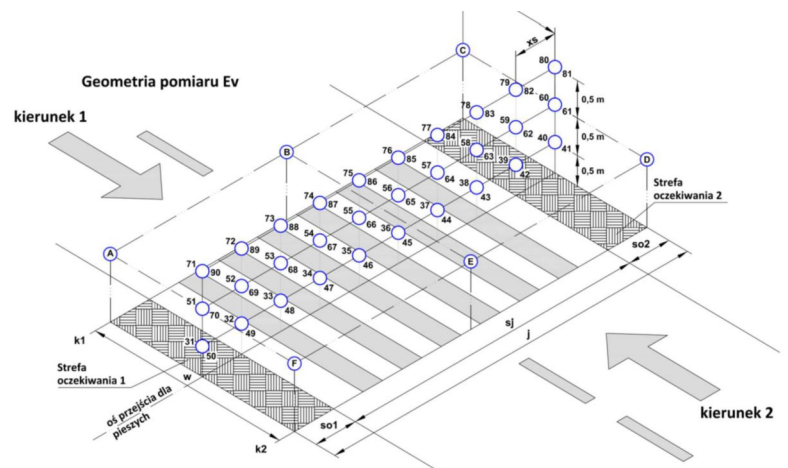 Geometria pomiaru Ev
kierunek 1
kierunek 2
A
B
C
D
E
F
xs
0,5 m
0,5 m
0,5 m
80
81
79
82
60
61
78
83
59
62
40
41
77
84
58
63
39
42
76
85
57
64
38
43
75
86
56
65
37
44
74
87
55
66
36
45
73
88
54
67
35
46
72
89
53
68
34
47
71
90
52
69
33
48
51
70
32
49
31
50
Strefa
oczekiwania 2
so2
sj
j
k1
Strefa
oczekiwania 1
w
oś przejścia dla
pieszych
k2
so1